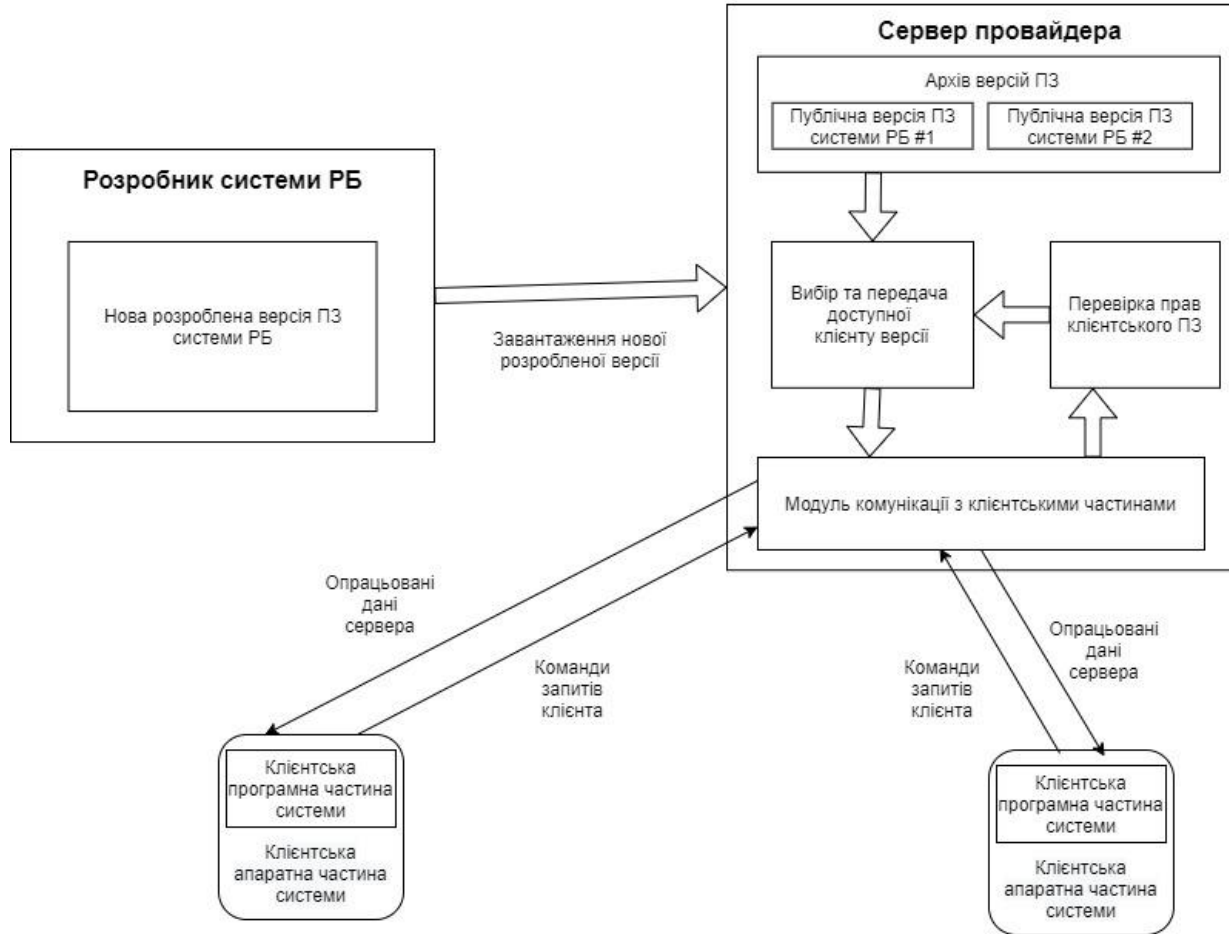 Сервер провайдера
Архів версій ПЗ
Публічна версія ПЗ
системи РБ #1
Публічна версія ПЗ
системи РБ #2
Розробник системи РБ
Нова розроблена версія ПЗ
системи РБ
Завантаження нової
розробленої версії
Вибір та передача
доступної
клієнту версії
Перевірка прав
клієнтського ПЗ
Модуль комунікації з клієнтськими частинами
Опрацьовані
дані
сервера
Команди
запитів
клієнта
Команди
запитів
клієнта
Опрацьовані
дані
сервера
Клієнтська
програмна частина
системи
Клієнтська
апаратна частина
системи
Клієнтська
програмна частина
системи
Клієнтська
апаратна частина
системи